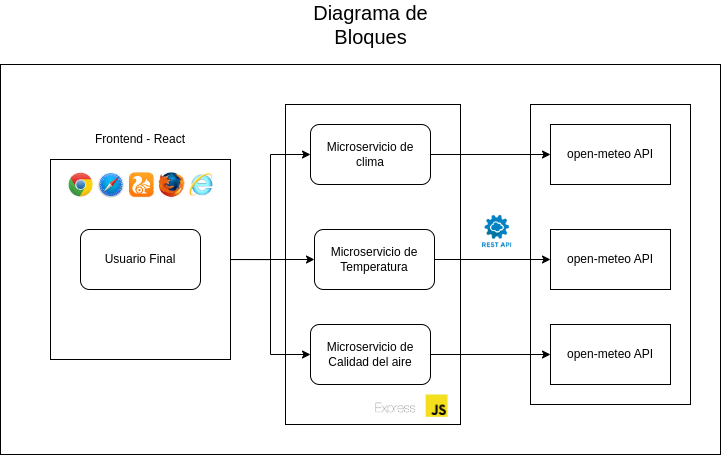 Diagrama de
Bloques
Frontend - React
Usuario Final
Microservicio de
clima
Microservicio de
Temperatura
Microservicio de
Calidad del aire
Express
JS
REST API
open-meteo API
open-meteo API
open-meteo API